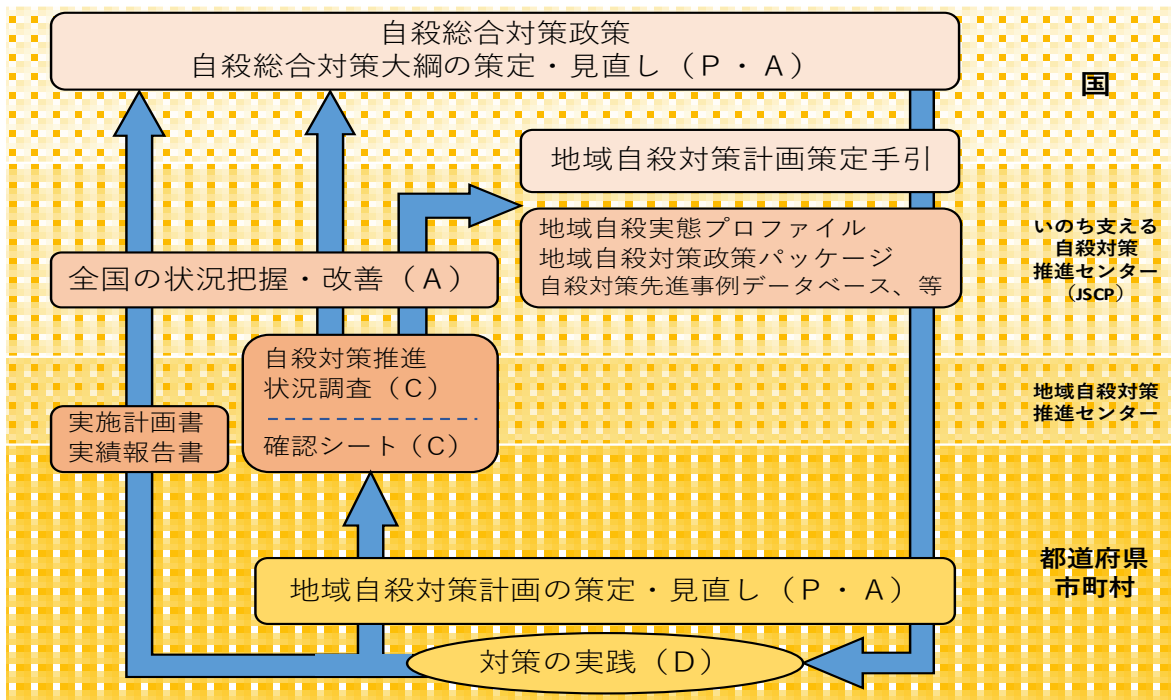 自殺総合対策政策
自殺総合対策大綱の策定・見直し（Ｐ・Ａ）
国
地域自殺対策計画策定手引
地域自殺実態プロファイル
地域自殺対策政策パッケージ
自殺対策先進事例データベース、等
いのち支える
自殺対策
推進センター
（JSCP）
全国の状況把握・改善（Ａ）
自殺対策推進
状況調査（Ｃ）
確認シート（Ｃ）
地域自殺対策
推進センター
実施計画書
実績報告書
都道府県
市町村
地域自殺対策計画の策定・見直し（Ｐ・Ａ）
対策の実践（Ｄ）